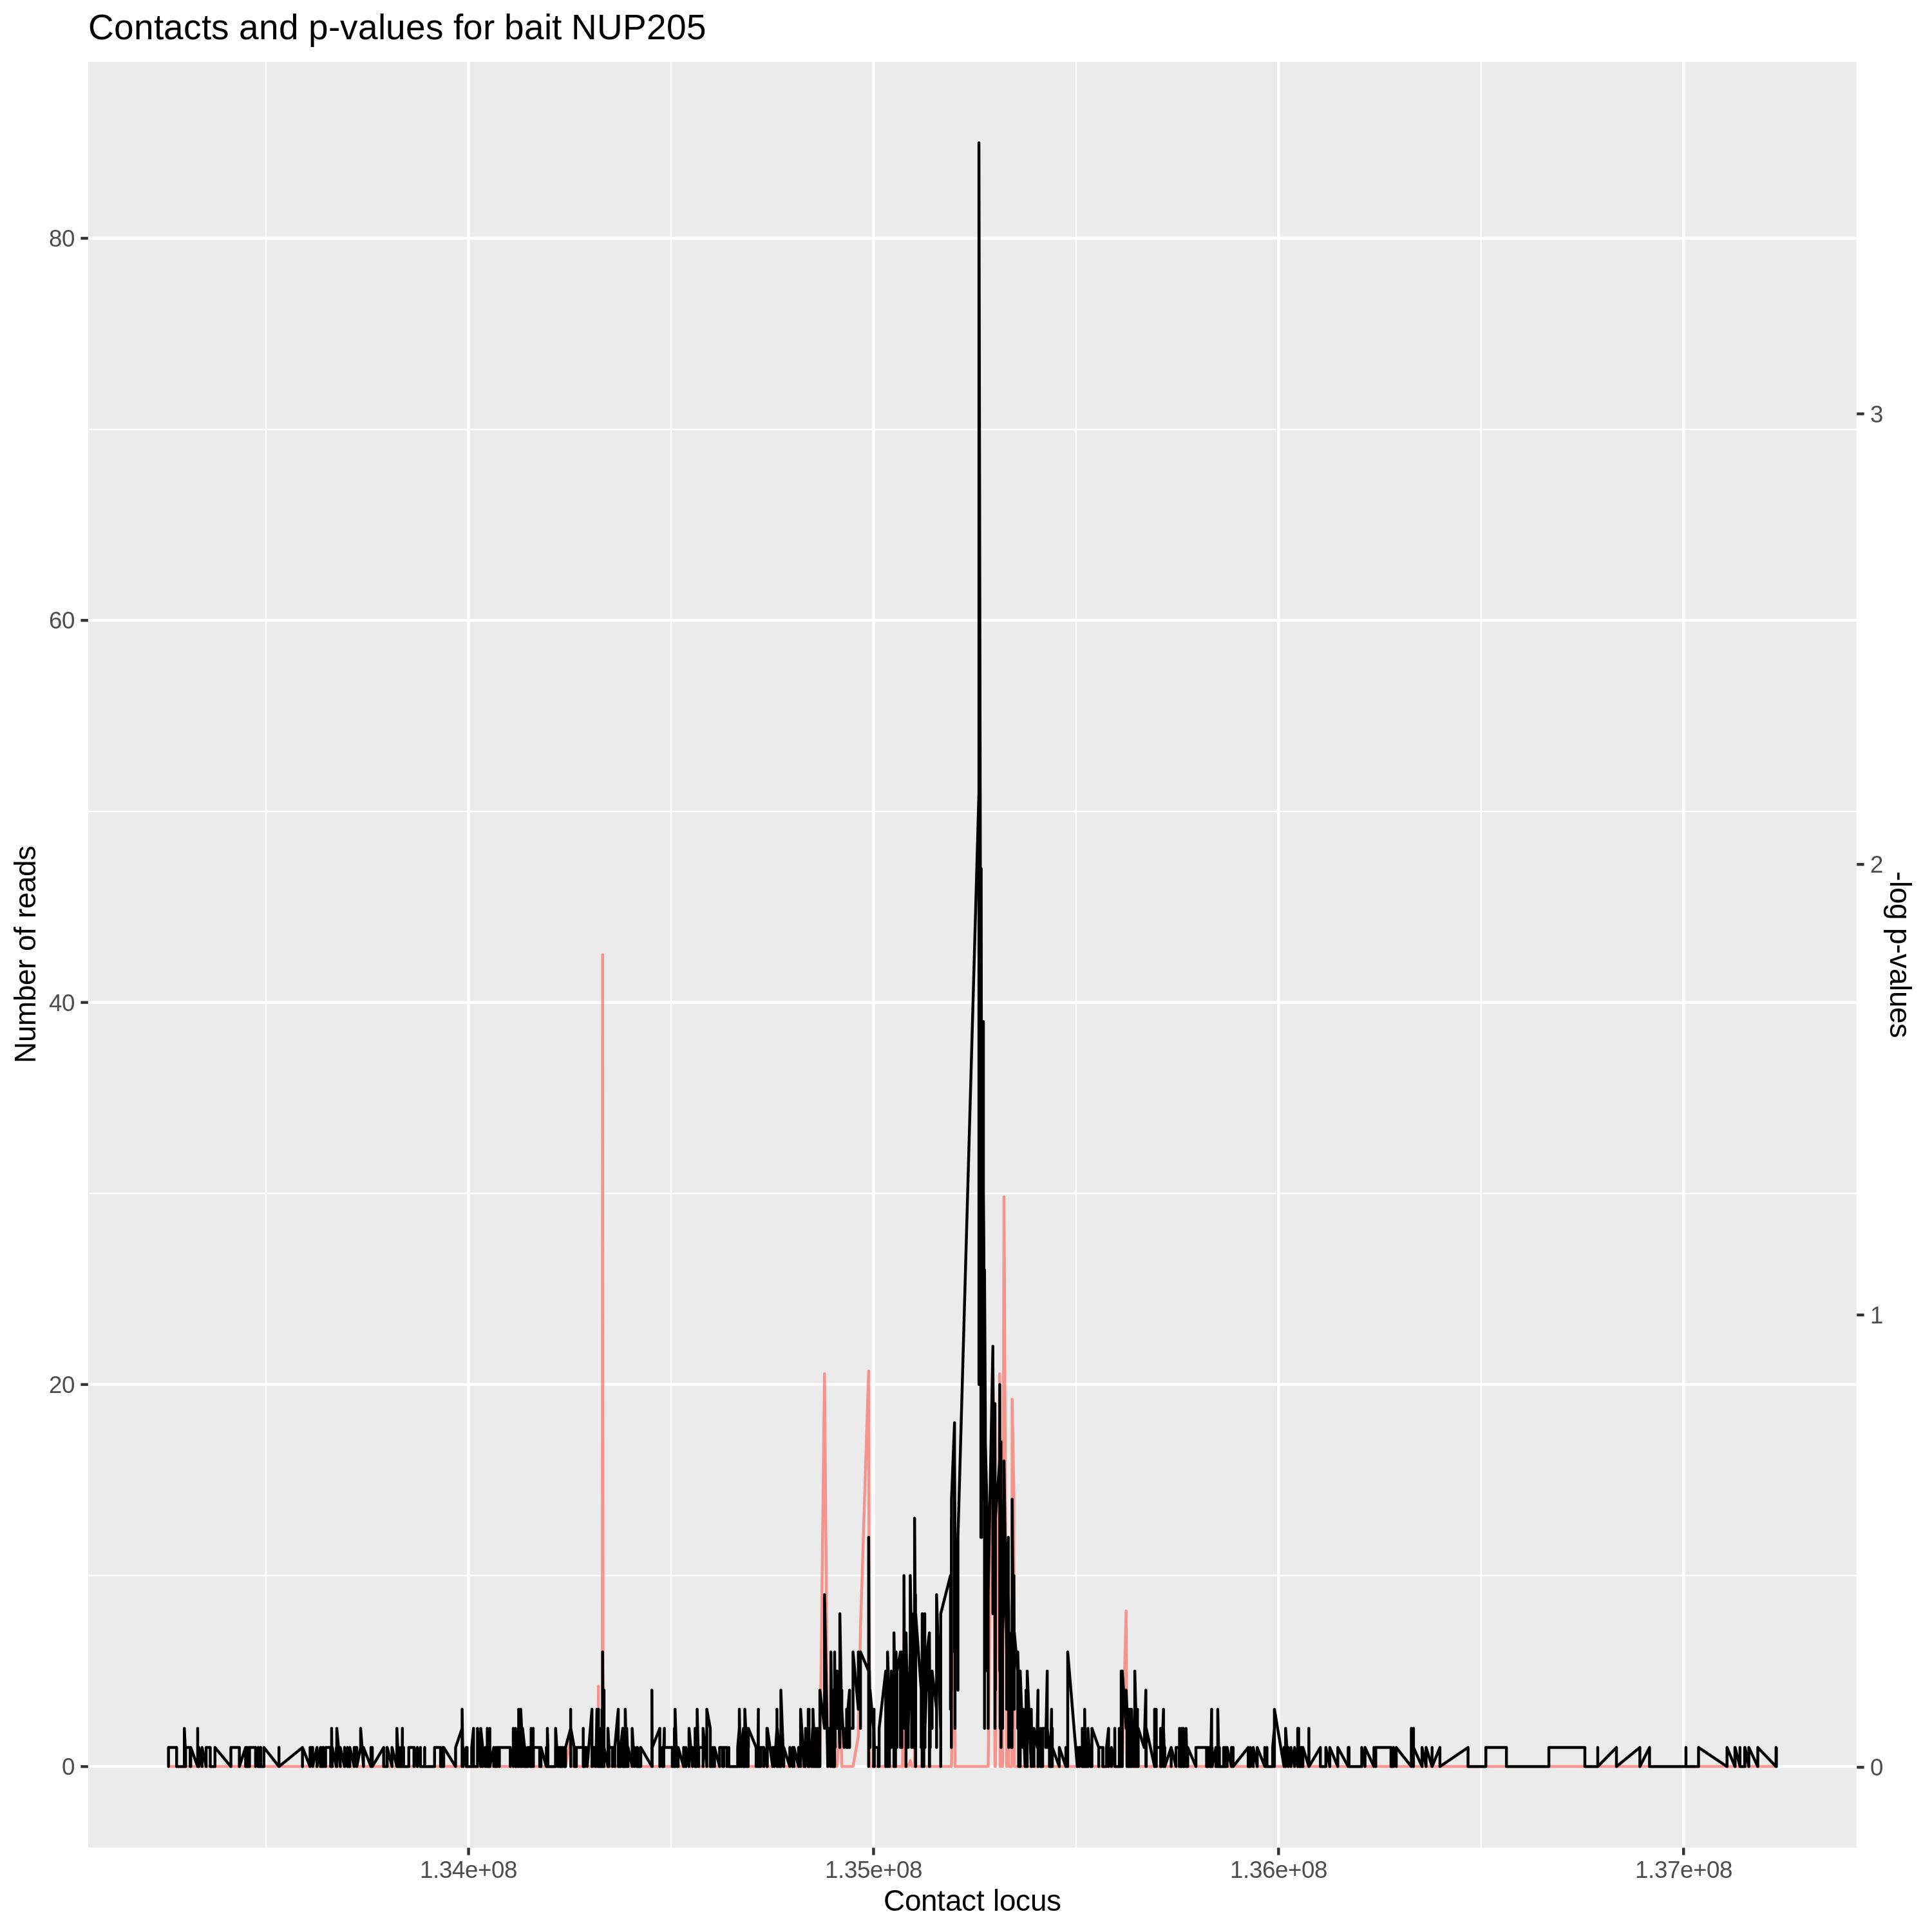 Contacts and p-values for bait NUP205
80
60
40
20
0
Number of reads
3
2
1
0
-log p-values
1.34e+08
1.35e+08
1.36e+08
1.37e+08
Contact locus